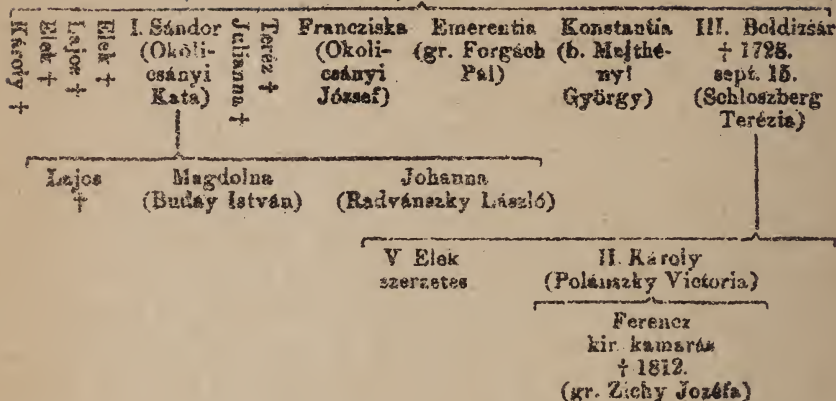 Károly †
Elek †
Lajos †
Elek †
I. Sándor
(Okoli-
csányi
Kata)
Julianna †
Teréz †
Francziska
(Okoli-
csányi
József)
Emerentia
(gr. Forgách
Pál)
Konstantia
(b. Mejthé-
nyi
György)
III. Boldizsár
† 1728.
sept. 15.
(Schloszberg
Terézia)
Lajos
†
Magdolna
(Buday István)
Johanna
(Radvánszky László)
V Elek
szerzetes
II. Károly
(Polánszky Victoria)
Ferencz
kir. kamarás
† 1812.
(gr. Zichy Jozéfa)